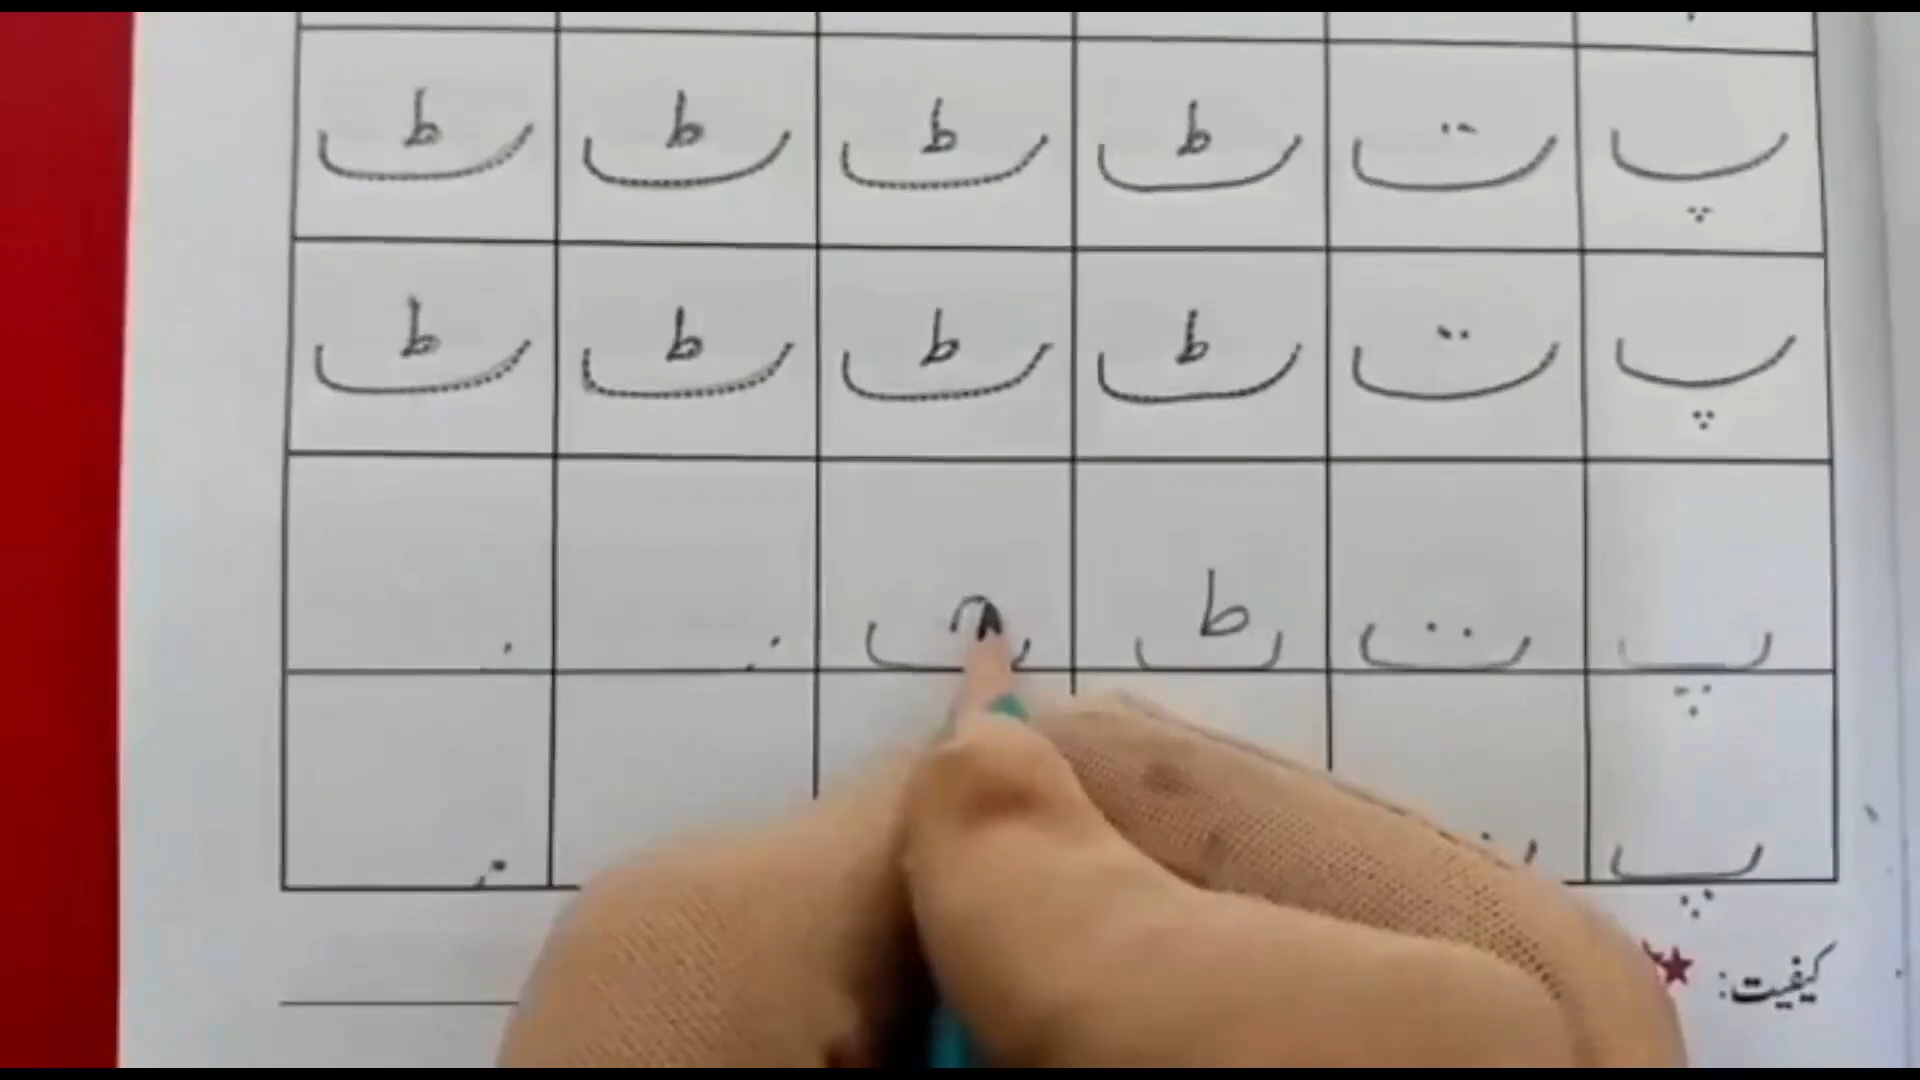 پ ت ٹ ٹ ٹ ٹ
پ ت ٹ ٹ ٹ ٹ
پ ت ٹ
پ
کیفیت: